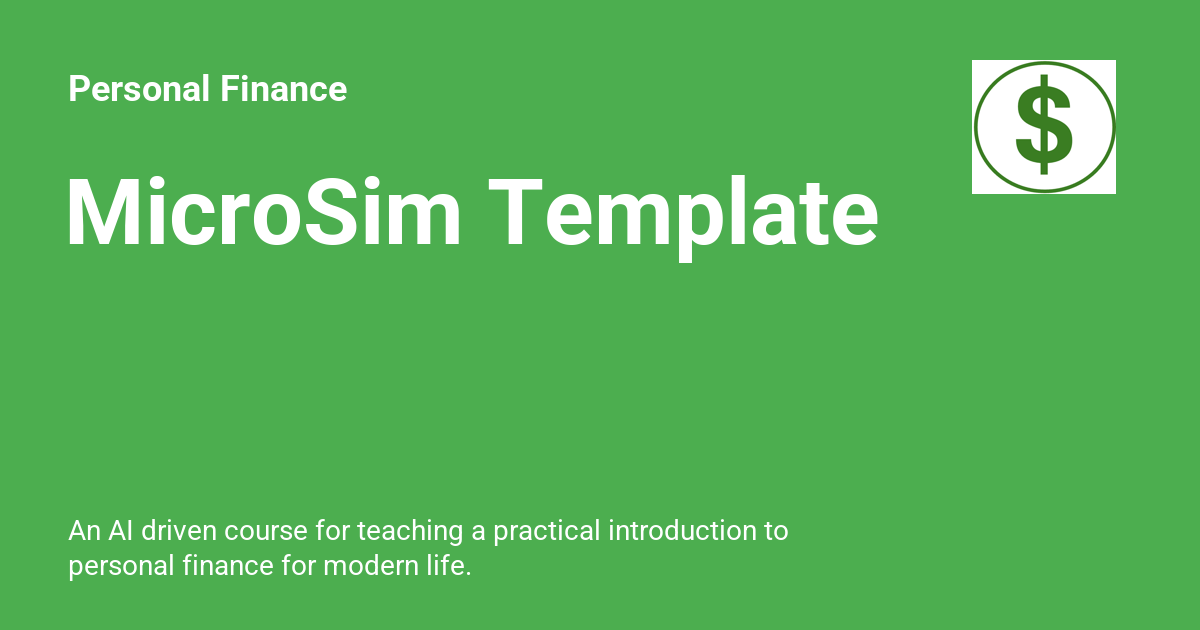 Personal Finance
$
MicroSim Template
An AI driven course for teaching a practical introduction to
personal finance for modern life.